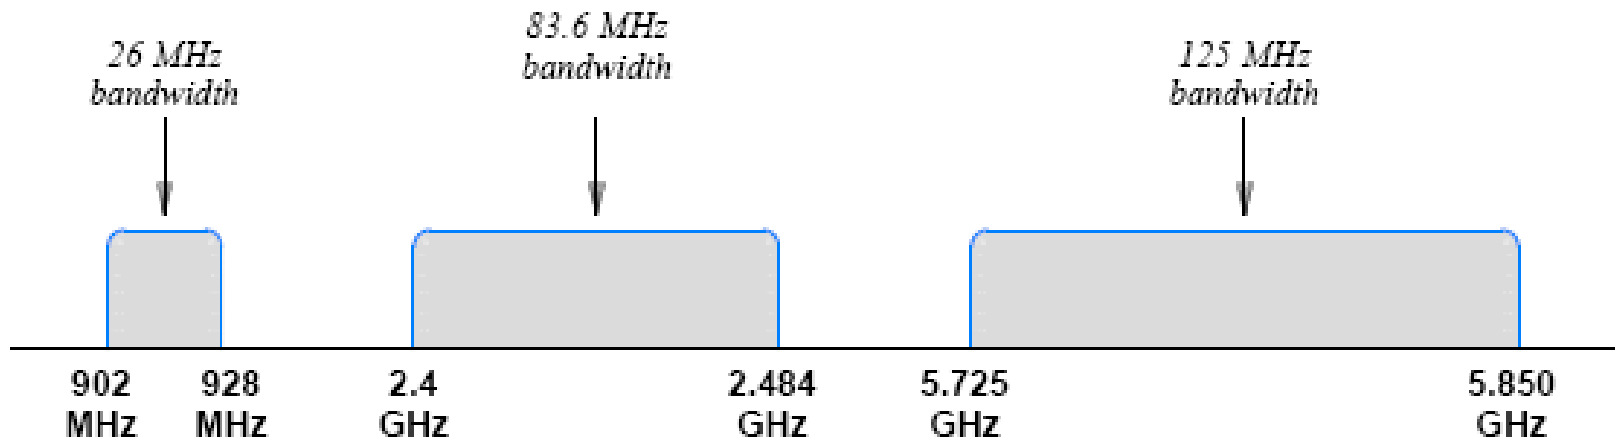 26 MHz
bandwidth
83.6 MHz
bandwidth
125 MHz
bandwidth
902
MHz
928
MHz
2.4
GHz
2.484
GHz
5.725
GHz
5.850
GHz